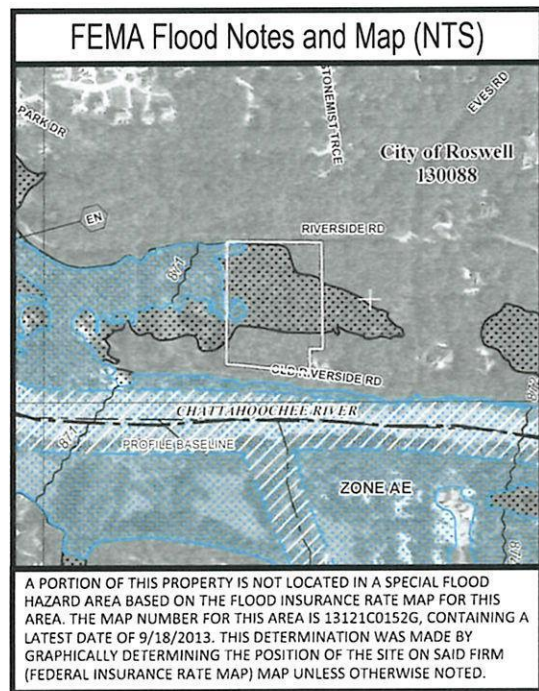 FEMA Flood Notes and Map (NTS)
STONEMIST TRCE
EVES RD
PARK DR
City of Roswell
130088
EN
RIVERSIDE RD
871
OLD RIVERSIDE RD
872
CHATTAHOOCHEE RIVER
871
PROFILE BASELINE
ZONE AE
872
A PORTION OF THIS PROPERTY IS NOT LOCATED IN A SPECIAL FLOOD
HAZARD AREA BASED ON THE FLOOD INSURANCE RATE MAP FOR THIS
AREA. THE MAP NUMBER FOR THIS AREA IS 13121C0152G, CONTAINING A
LATEST DATE OF 9/18/2013. THIS DETERMINATION WAS MADE BY
GRAPHICALLY DETERMINING THE POSITION OF THE SITE ON SAID FIRM
(FEDERAL INSURANCE RATE MAP) MAP UNLESS OTHERWISE NOTED.